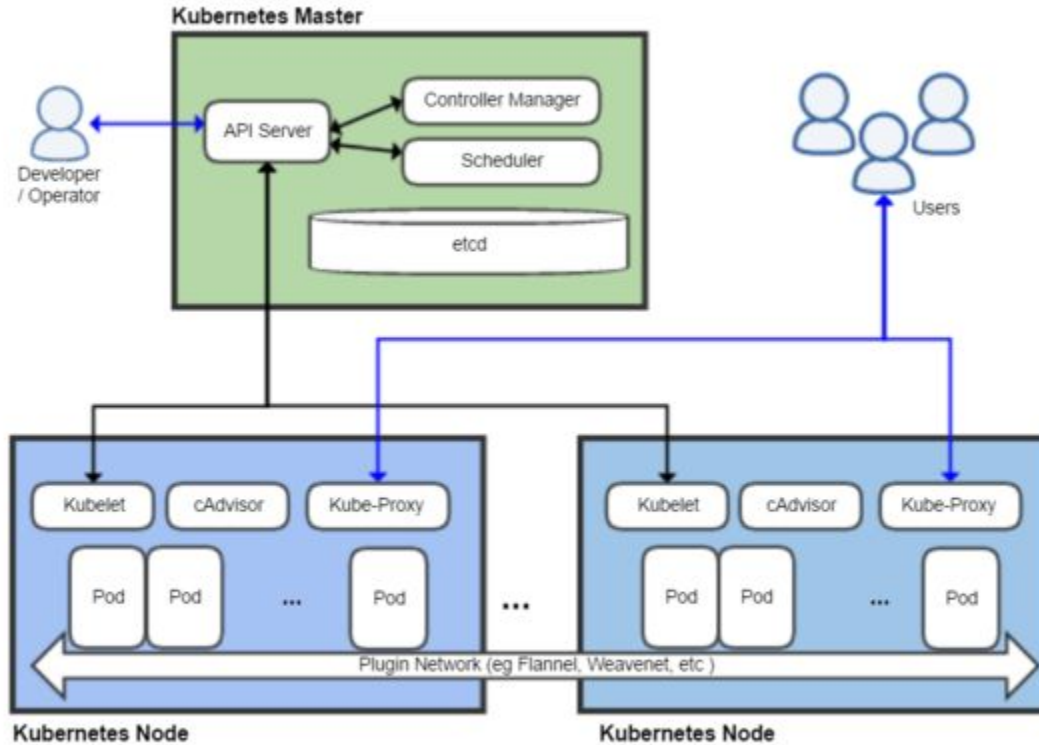 Kubernetes Master
API Server
Controller Manager
Scheduler
etcd
Developer
/ Operator
Users
Kubelet
cAdvisor
Kube-Proxy
Pod
Pod
...
Pod
...
Kubelet
cAdvisor
Kube-Proxy
Pod
Pod
...
Pod
Plugin Network (eg Flannel, Weavenet, etc )
Kubernetes Node
Kubernetes Node